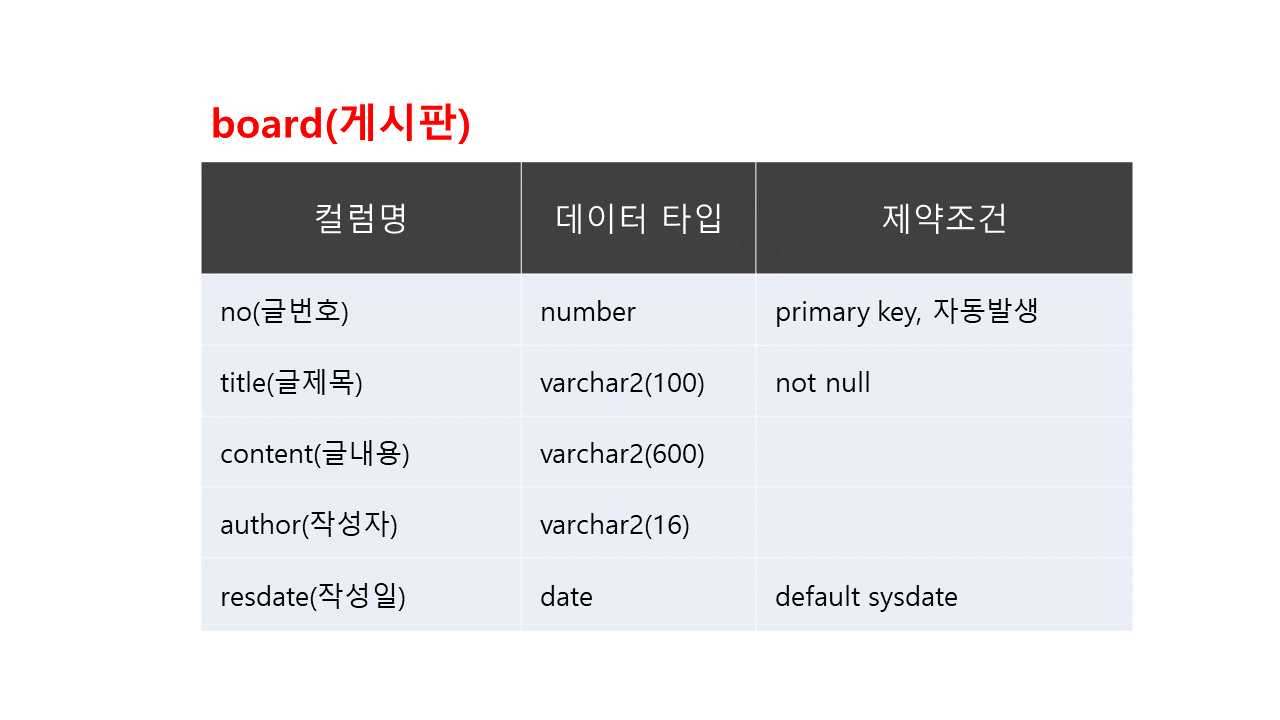 board(게시판)
컬럼명 데이터 타입 제약조건
no(글번호) number primary key, 자동발생
title(글제목) varchar2(100) not null
content(글내용) varchar2(600)
author(작성자) varchar2(16)
resdate(작성일) date default sysdate